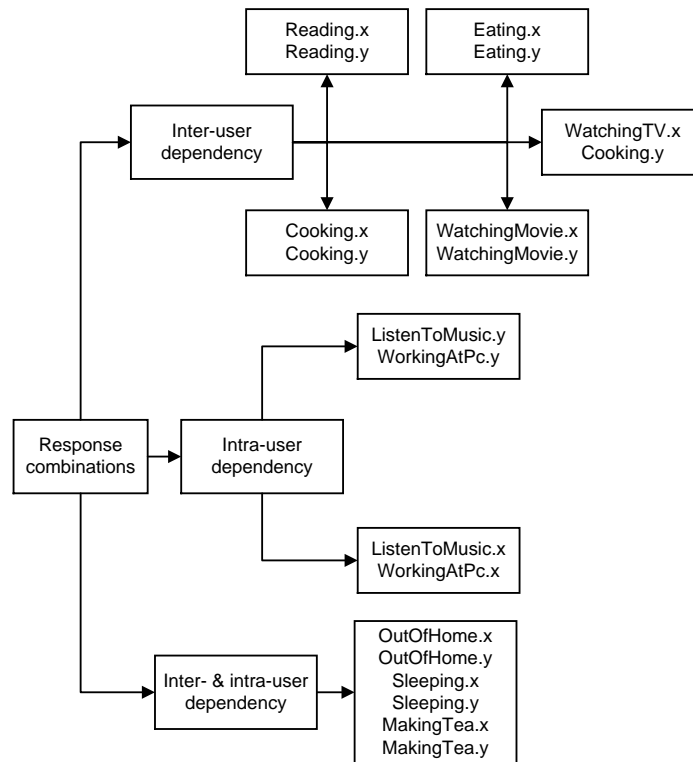 Reading.x
Reading.y
Eating.x
Eating.y
Inter-user
dependency
WatchingTV.x
Cooking.y
Cooking.x
Cooking.y
WatchingMovie.x
WatchingMovie.y
ListenToMusic.y
WorkingAtPc.y
Response
combinations
Intra-user
dependency
ListenToMusic.x
WorkingAtPc.x
Inter- & intra-user
dependency
OutOfHome.x
OutOfHome.y
Sleeping.x
Sleeping.y
MakingTea.x
MakingTea.y